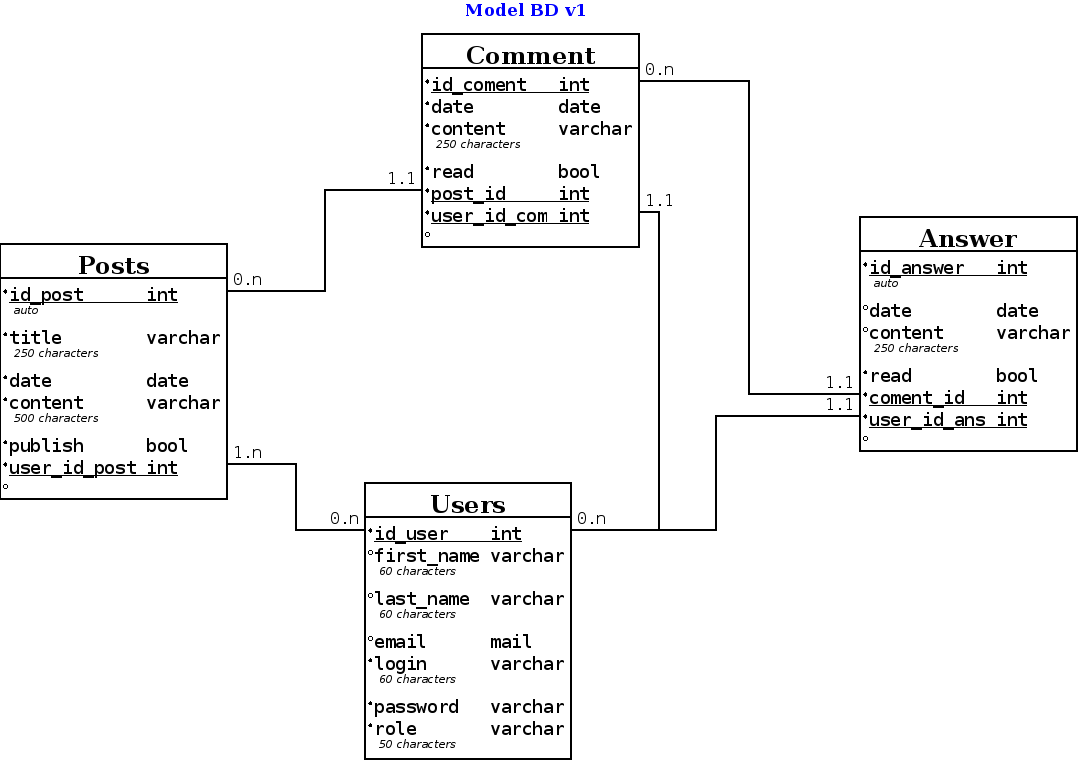 Model BD v1
Comment
id_coment int
date date
content varchar
250 characters
read bool
post_id int
user_id_com int
0.n
1.1
1.1
Posts
id_post int
auto
title varchar
250 characters
date date
content varchar
500 characters
publish bool
user_id_post int
0.n
1.n
Answer
id_answer int
auto
date date
content varchar
250 characters
read bool
coment_id int
user_id_ans int
1.1
1.1
Users
id_user int
first_name varchar
60 characters
last_name varchar
60 characters
email mail
login varchar
60 characters
password varchar
role varchar
50 characters
0.n
0.n